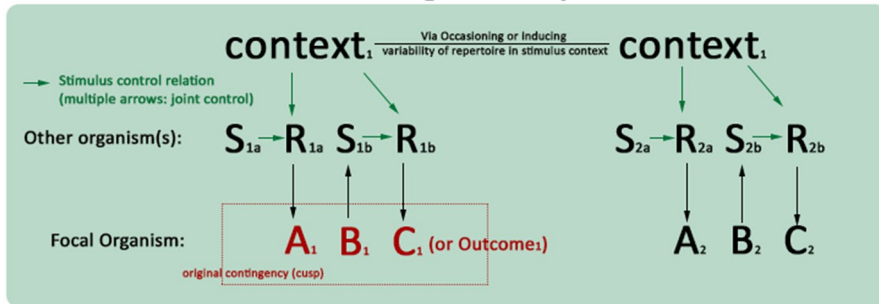 context₁ Via Occasioning or Inducing context₁
variability of repertoire in stimulus context
Stimulus control relation
(multiple arrows: joint control)
Other organism(s): S₁ₐ R₁ₐ S₁b R₁b S₂ₐ R₂ₐ S₂b R₂b
Focal Organism: A₁ B₁ C₁ (or Outcome₁) A₂ B₂ C₂
original contingency (cusp)